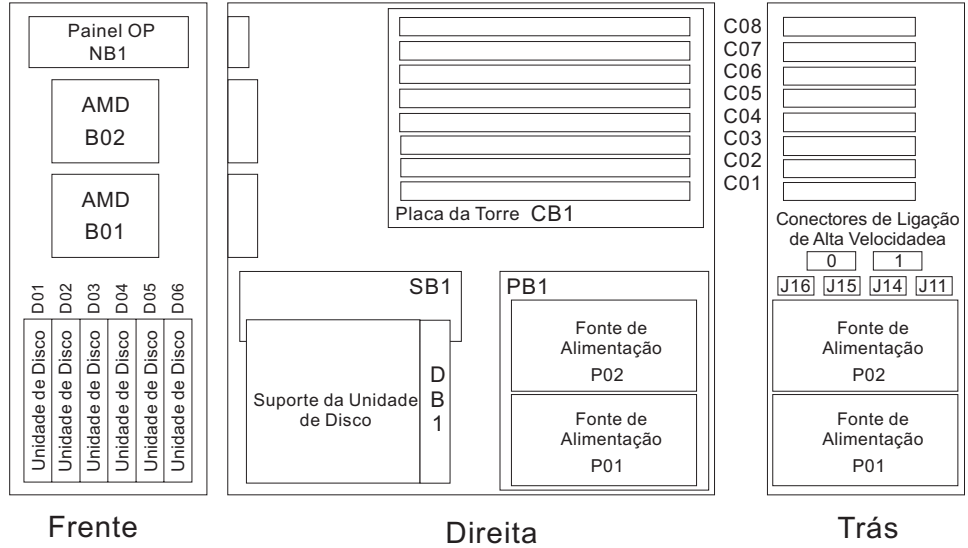 Painel OP
NB1
AMD
B02
AMD
B01
D01
D02
D03
D04
D05
D06
Unidade de Disco
Unidade de Disco
Unidade de Disco
Unidade de Disco
Unidade de Disco
Unidade de Disco
Frente
Placa da Torre CB1
SB1
Suporte da Unidade
de Disco
D
B
1
PB1
Fonte de
Alimentação
P02
Fonte de
Alimentação
P01
Direita
C08
C07
C06
C05
C04
C03
C02
C01
Conectores de Ligação
de Alta Velocidadea
0 1
J16 J15 J14 J11
Fonte de
Alimentação
P02
Fonte de
Alimentação
P01
Trás